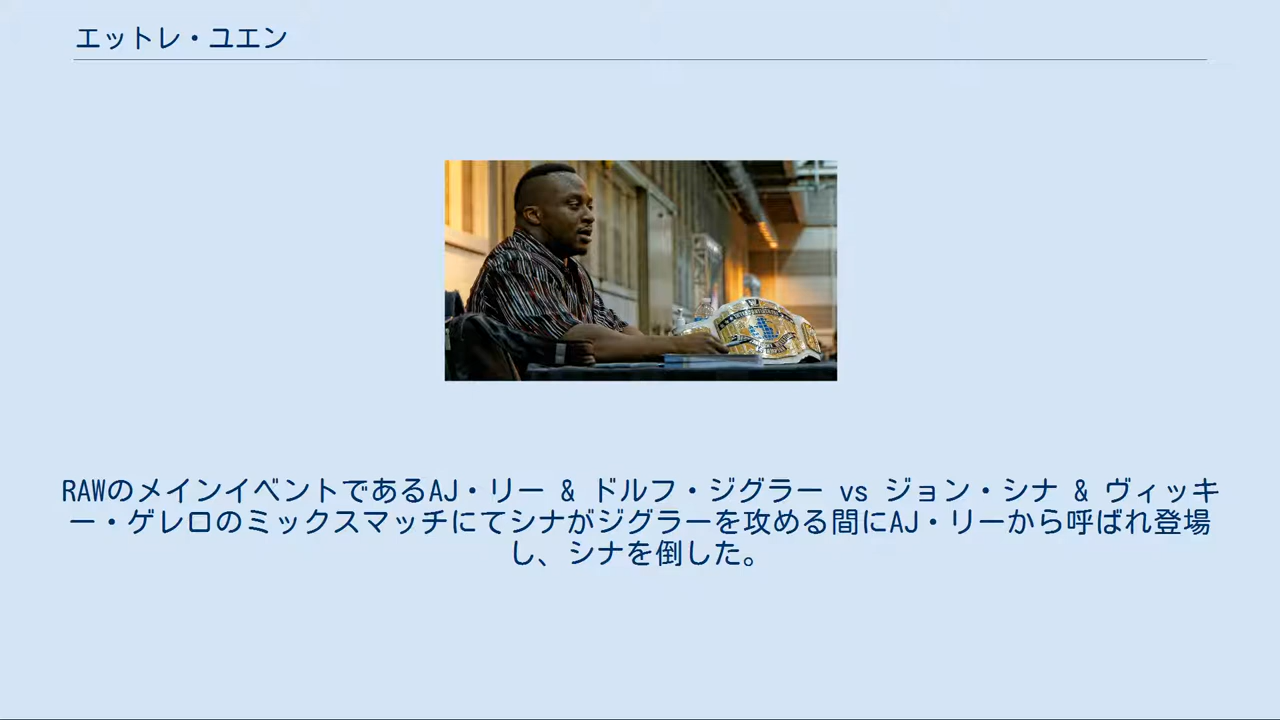 エットレ・ユエン
RAWのメインイベントであるAJ・リー & ドルフ・ジグラー vs ジョン・シナ & ヴィッキ
ー・ゲレロのミックスマッチにてシナがジグラーを攻める間にAJ・リーから呼ばれ登場
し、シナを倒した。